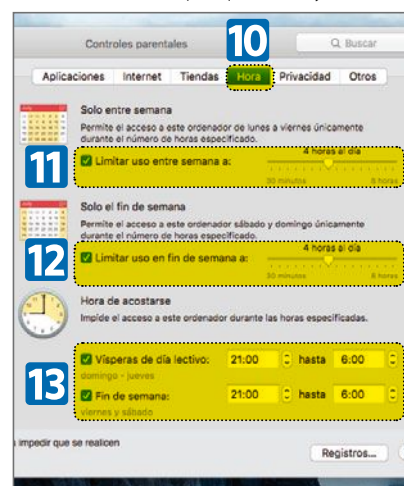 Controles parentales
10
Buscar
Aplicaciones Internet Tiendas Hora Privacidad Otros
Solo entre semana
Permite el acceso a este ordenador de lunes a viernes únicamente
durante el número de horas especificado.
11
4 horas al día
Limitar uso entre semana a:
30 minutos 8 horas
Solo el fin de semana
Permite el acceso a este ordenador sábado y domingo únicamente
durante el número de horas especificado.
12
4 horas al día
Limitar uso en fin de semana a:
30 minutos 8 horas
Hora de acostarse
Impide el acceso a este ordenador durante las horas especificadas.
13
Vísperas de día lectivo: 21:00 hasta 6:00
domingo - jueves
Fin de semana: 21:00 hasta 6:00
viernes y sábado
impedir que se realicen
Registros...